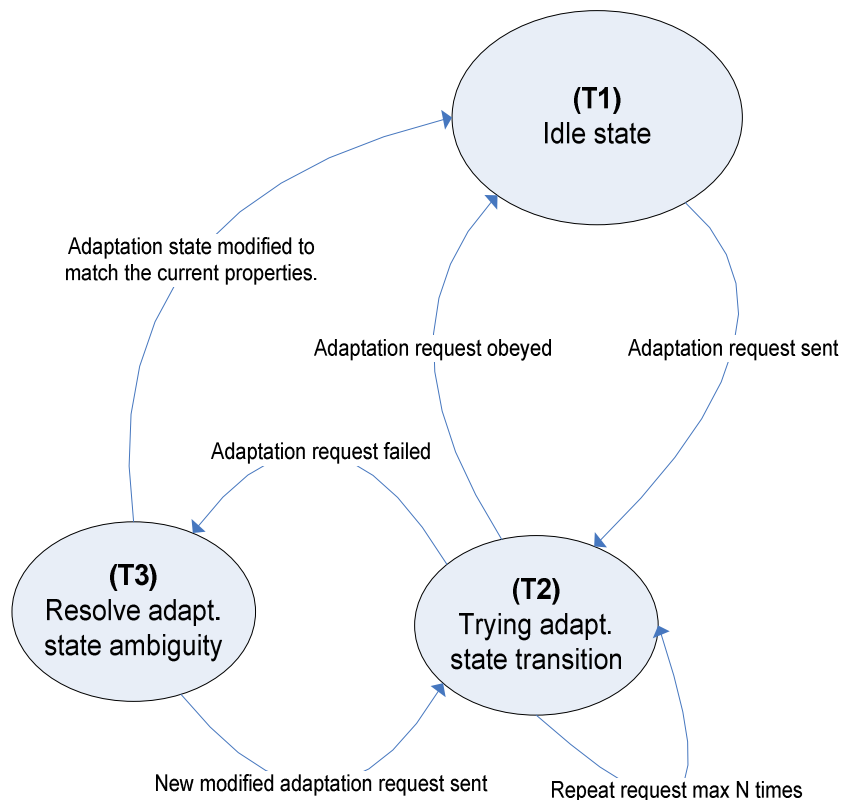 (T1)
Idle state
Adaptation state modified to
match the current properties.
Adaptation request obeyed
Adaptation request sent
Adaptation request failed
(T3)
Resolve adapt.
state ambiguity
(T2)
Trying adapt.
state transition
New modified adaptation request sent
Repeat request max N times